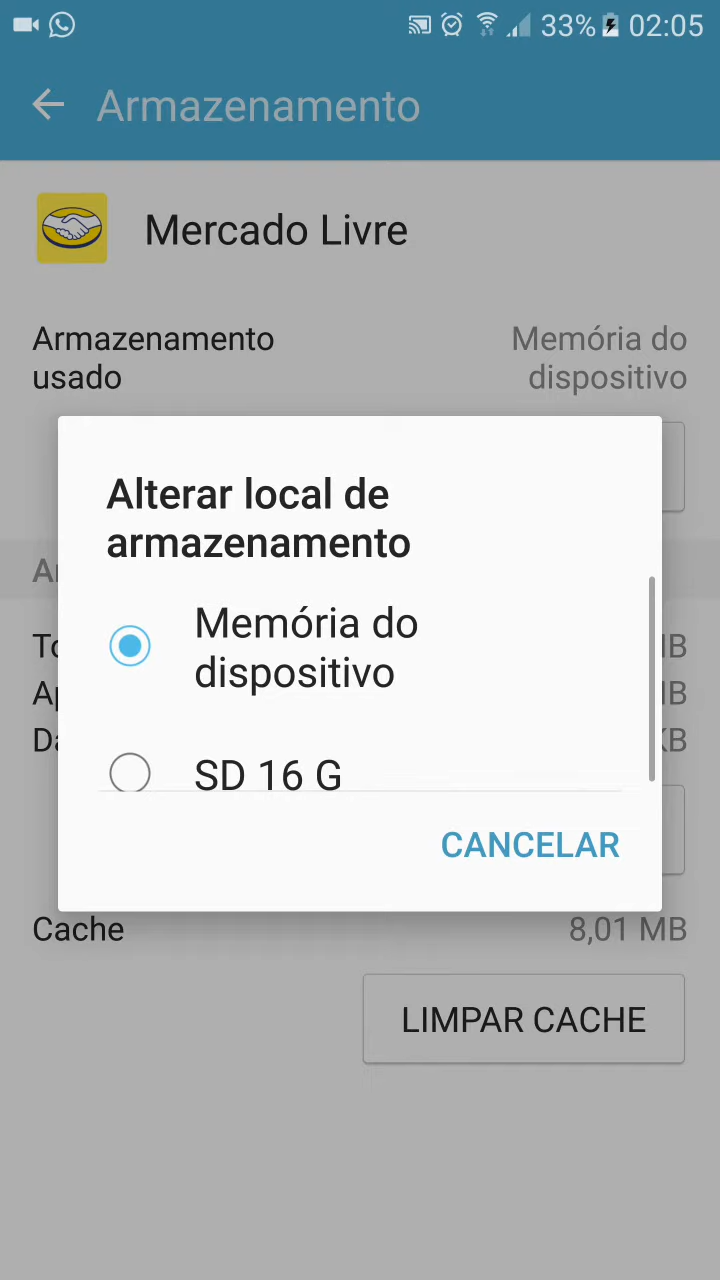 33% 02:05
Armazenamento
Mercado Livre
Armazenamento
usado
Memória do
dispositivo
Alterar local de
armazenamento
Memória do
dispositivo
SD 16 G
CANCELAR
Cache 8,01 MB
LIMPAR CACHE